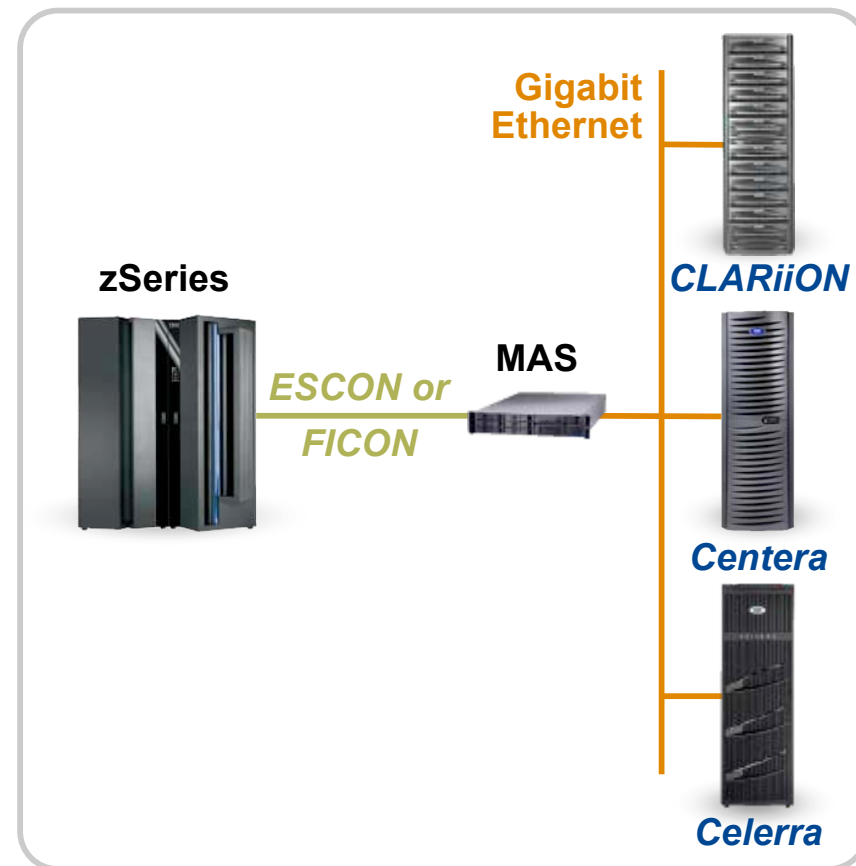 Gigabit
Ethernet
CLARiiON
zSeries
MAS
ESCON or
FICON
Centera
Celerra